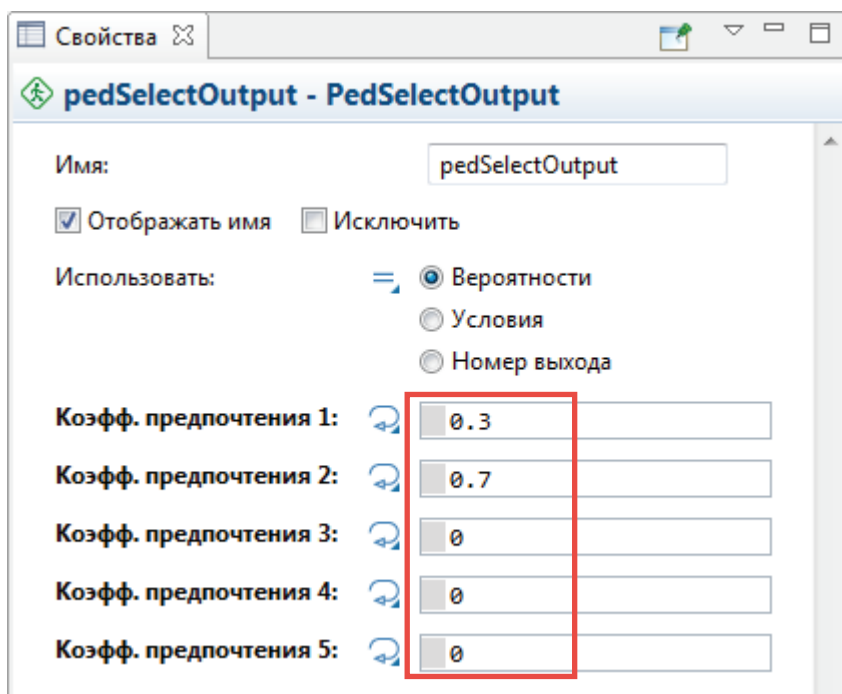 Свойства
pedSelectOutput - PedSelectOutput
Имя: pedSelectOutput
Отображать имя Исключить
Использовать: Вероятности
Условия
Номер выхода
Коэфф. предпочтения 1: 0.3
Коэфф. предпочтения 2: 0.7
Коэфф. предпочтения 3: 0
Коэфф. предпочтения 4: 0
Коэфф. предпочтения 5: 0